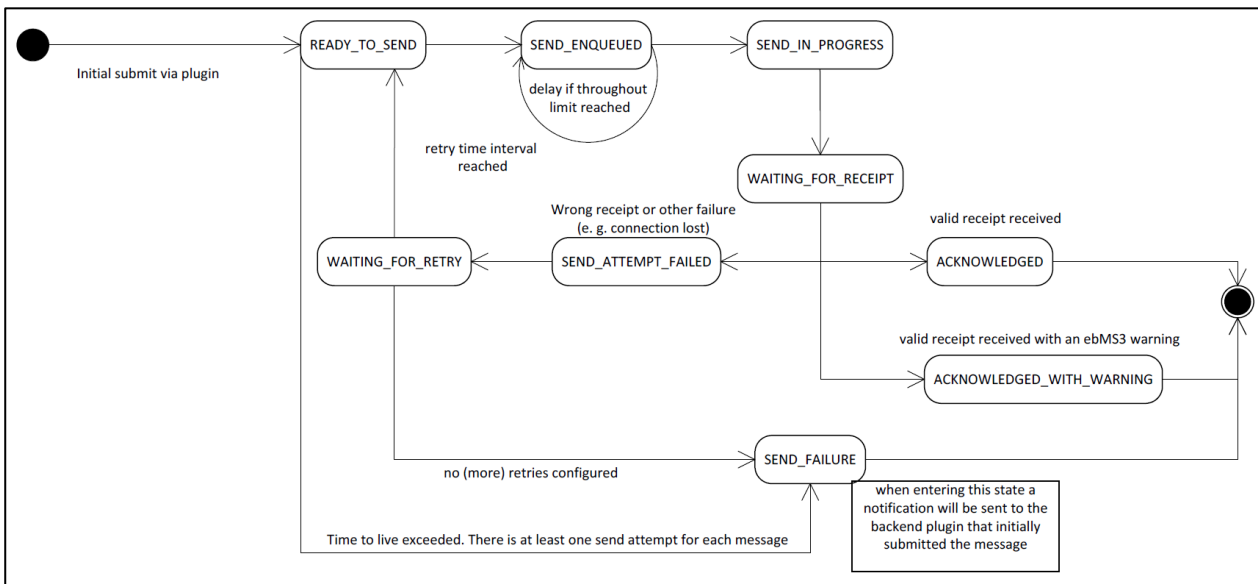 READY_TO_SEND
SEND_ENQUEUED
SEND_IN_PROGRESS
Initial submit via plugin
delay if throughout
limit reached
retry time interval
reached
WAITING_FOR_RECEIPT
Wrong receipt or other failure
(e. g. connection lost)
valid receipt received
WAITING_FOR_RETRY
SEND_ATTEMPT_FAILED
ACKNOWLEDGED
valid receipt received with an ebMS3 warning
ACKNOWLEDGED_WITH_WARNING
no (more) retries configured
SEND_FAILURE
when entering this state a
notification will be sent to the
backend plugin that initially
submitted the message
Time to live exceeded. There is at least one send attempt for each message